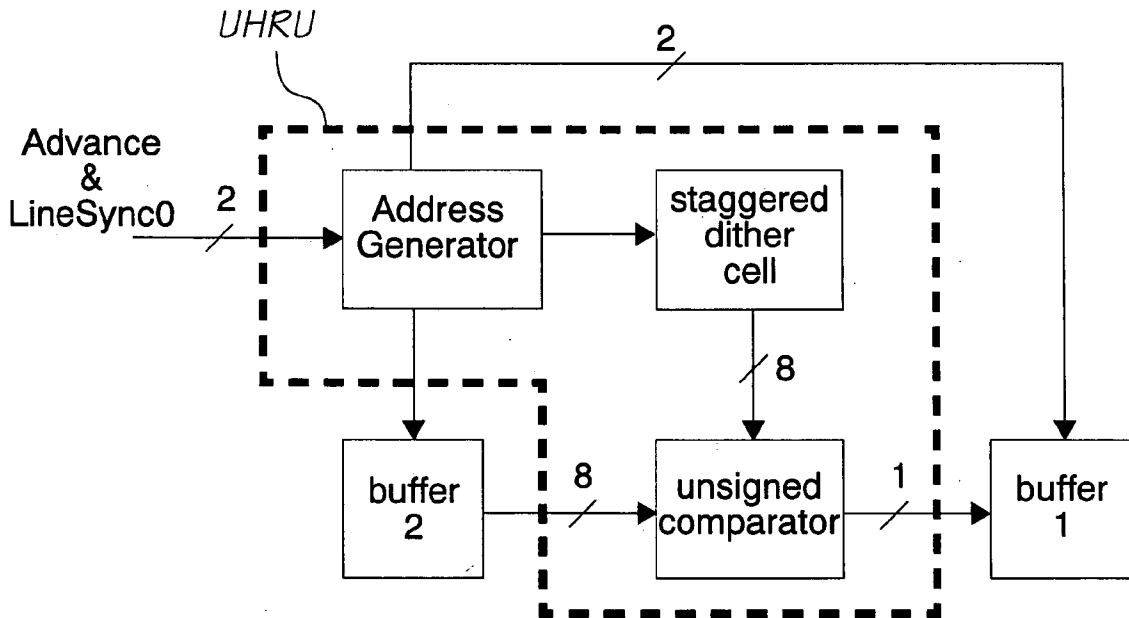 UHRU
2
Advance
&
LineSync0
2
Address
Generator
staggered
dither
cell
8
buffer
2
8
unsigned
comparator
1
buffer
1